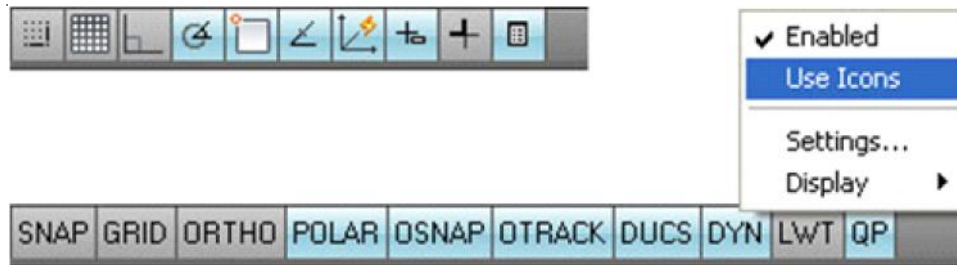 Enabled
Use Icons
Settings...
Display
SNAP GRID ORTHO POLAR OSNAP OTRACK DUCS DYN LWT QP